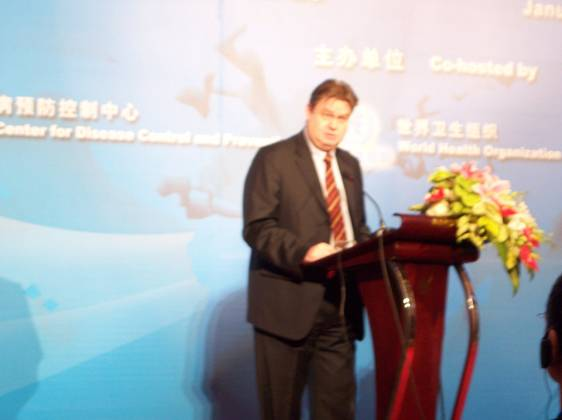 Janu
主办单位 Co-hosted by
病预防控制中心
Center for Disease Control and Preve
世界卫生组织
World Health Organization